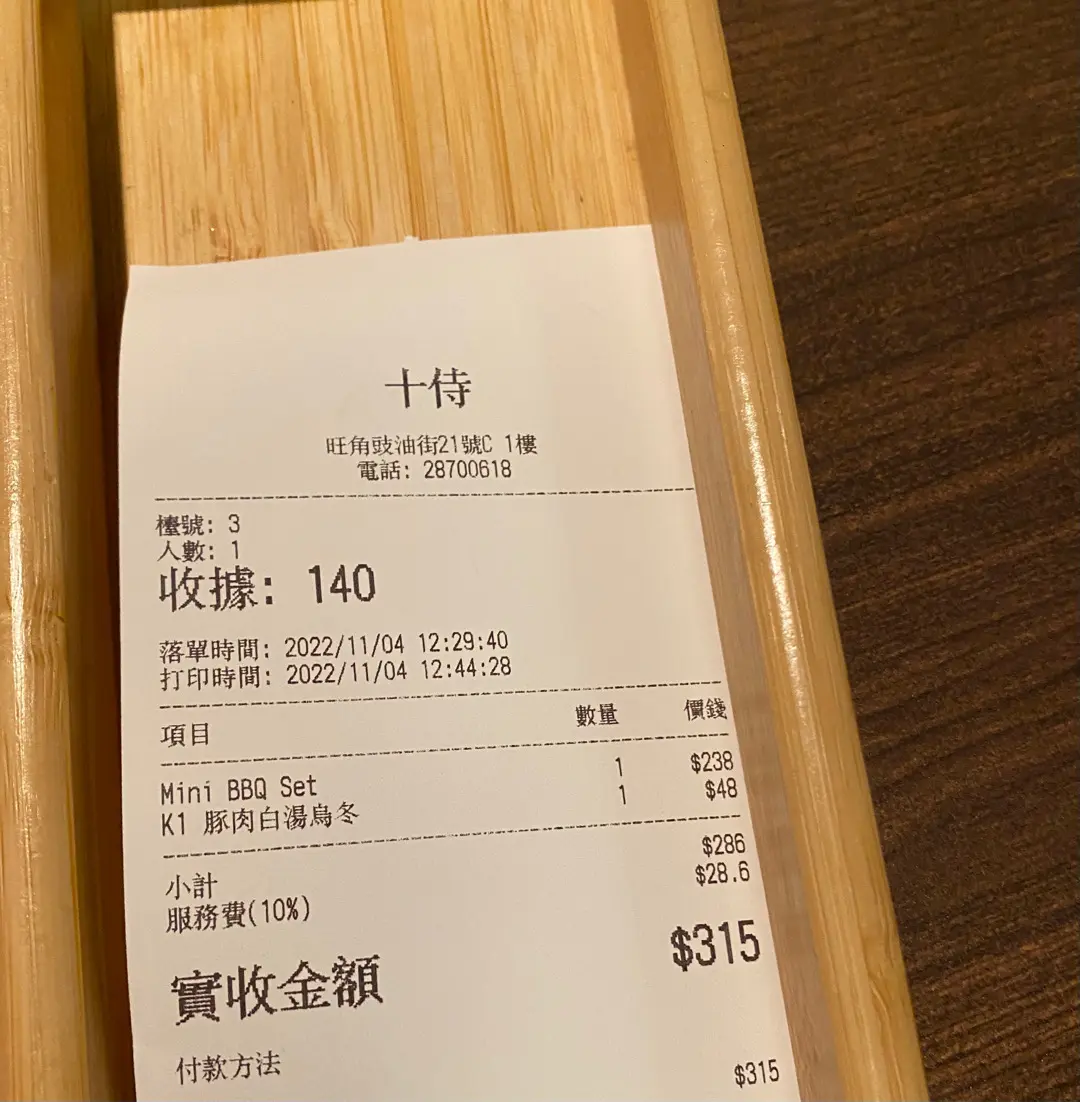 十侍
旺角豉油街21號C 1樓
電話: 28700618
檯號: 3
人數: 1
收據: 140
落單時間: 2022/11/04 12:29:40
打印時間: 2022/11/04 12:44:28
項目 數量 價錢
Mini BBQ Set 1 $238
K1 豚肉白湯烏冬 1 $48
小計 $286
服務費(10%) $28.6
實收金額 $315
付款方法 $315